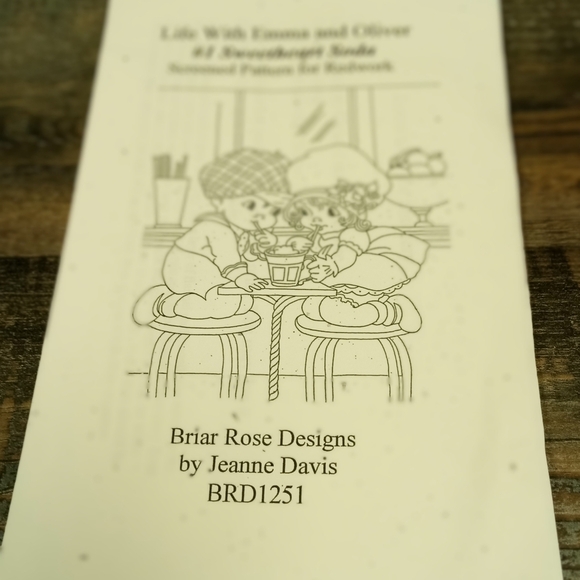 Life With Emma and Oliver
#1 Sweetheart Soda
Screened Pattern for Redwork
Briar Rose Designs
by Jeanne Davis
BRD1251